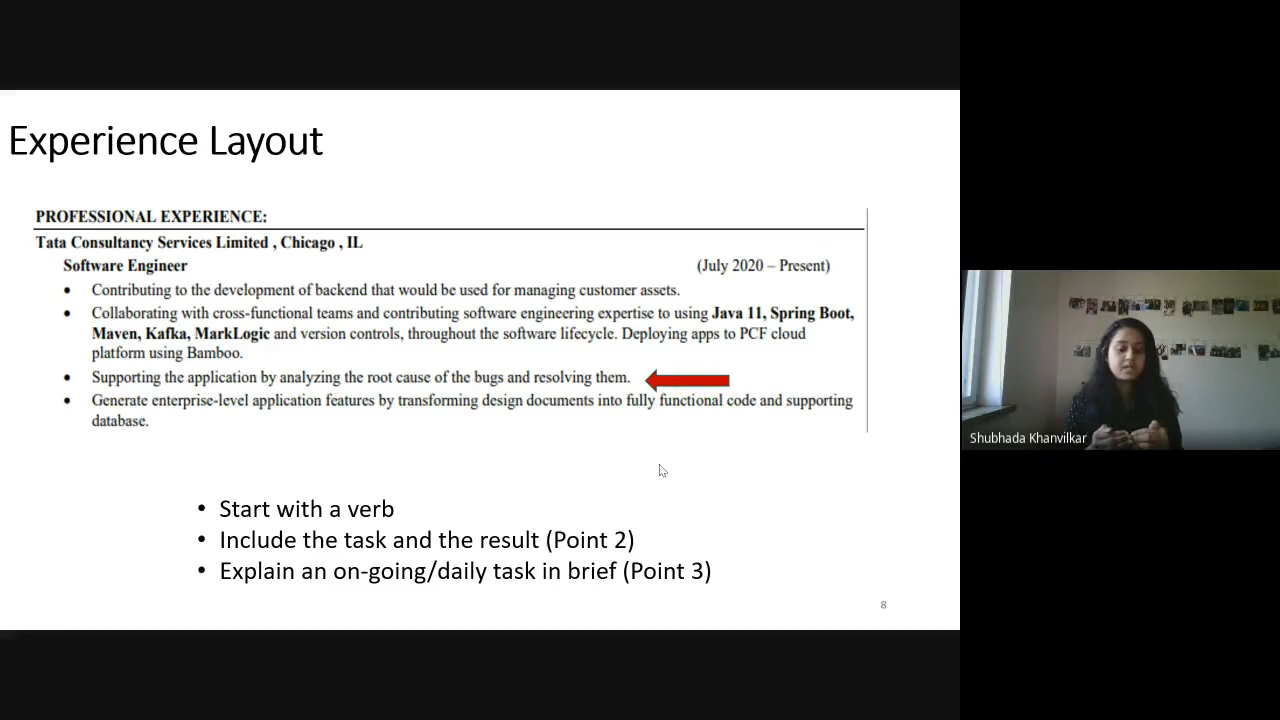 Experience Layout
PROFESSIONAL EXPERIENCE:
Tata Consultancy Services Limited , Chicago , IL
Software Engineer (July 2020 – Present)
• Contributing to the development of backend that would be used for managing customer assets.
• Collaborating with cross-functional teams and contributing software engineering expertise to using Java 11, Spring Boot,
Maven, Kafka, MarkLogic and version controls, throughout the software lifecycle. Deploying apps to PCF cloud
platform using Bamboo.
• Supporting the application by analyzing the root cause of the bugs and resolving them.
• Generate enterprise-level application features by transforming design documents into fully functional code and supporting
database.
• Start with a verb
• Include the task and the result (Point 2)
• Explain an on-going/daily task in brief (Point 3)
8
Shubhada Khanvilkar